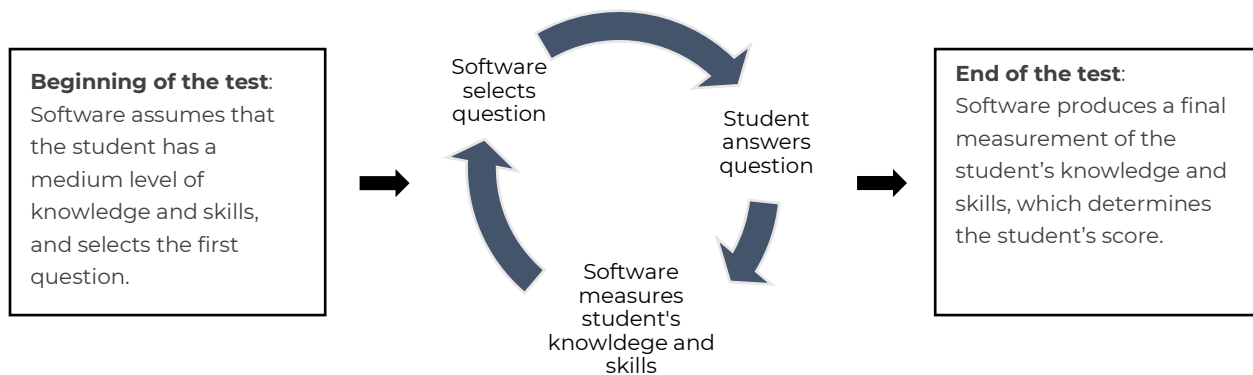 Beginning of the test:
Software assumes that
the student has a
medium level of
knowledge and skills,
and selects the first
question.
Software
selects
question
Student
answers
question
Software
measures
student's
knowldege and
skills
End of the test:
Software produces a final
measurement of the
student’s knowledge and
skills, which determines
the student’s score.